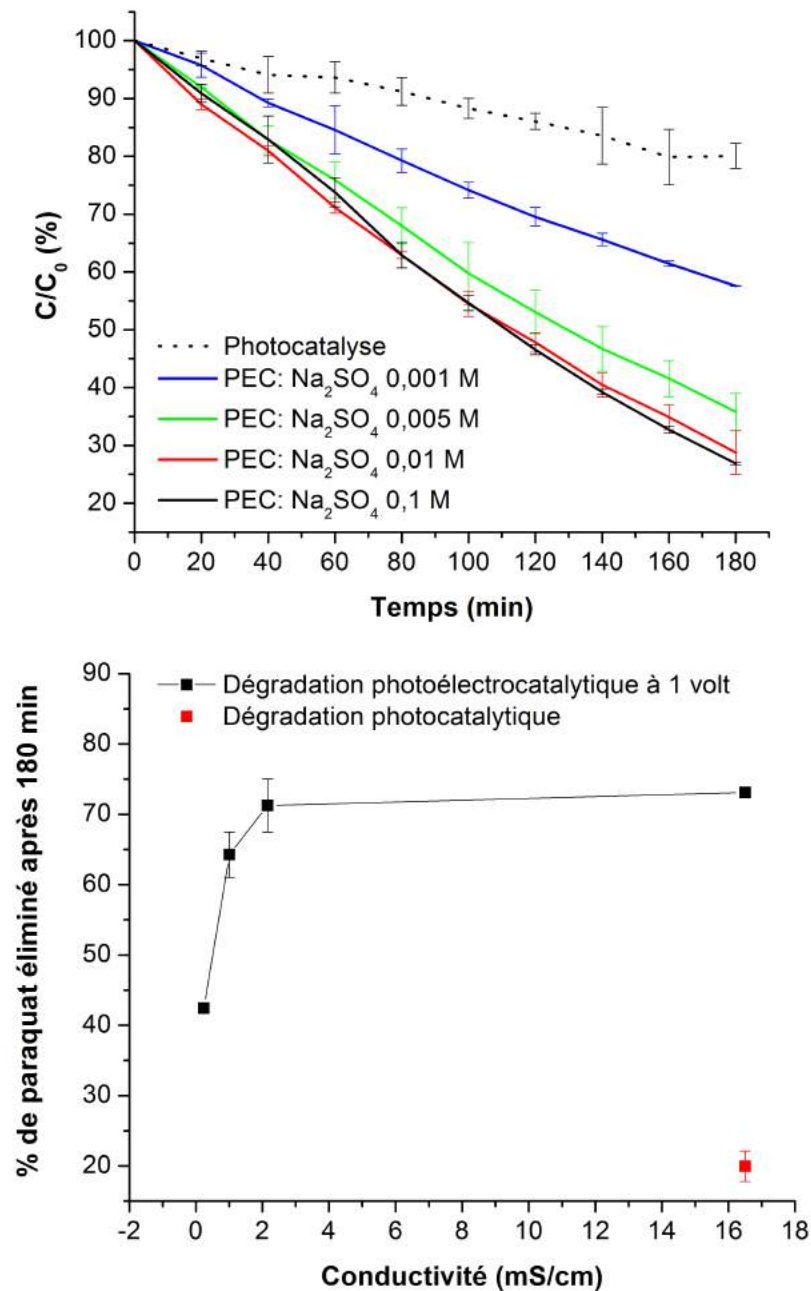 100
90
80
70
60
50
40
30
20
C/C₀ (%)
Photocatalyse
PEC: Na₂SO₄ 0,001 M
PEC: Na₂SO₄ 0,005 M
PEC: Na₂SO₄ 0,01 M
PEC: Na₂SO₄ 0,1 M
0 20 40 60 80 100 120 140 160 180
Temps (min)
90
80
70
60
50
40
30
20
% de paraquat éliminé après 180 min
Dégradation photoélectrocatalytique à 1 volt
Dégradation photocatalytique
-2 0 2 4 6 8 10 12 14 16 18
Conductivité (mS/cm)